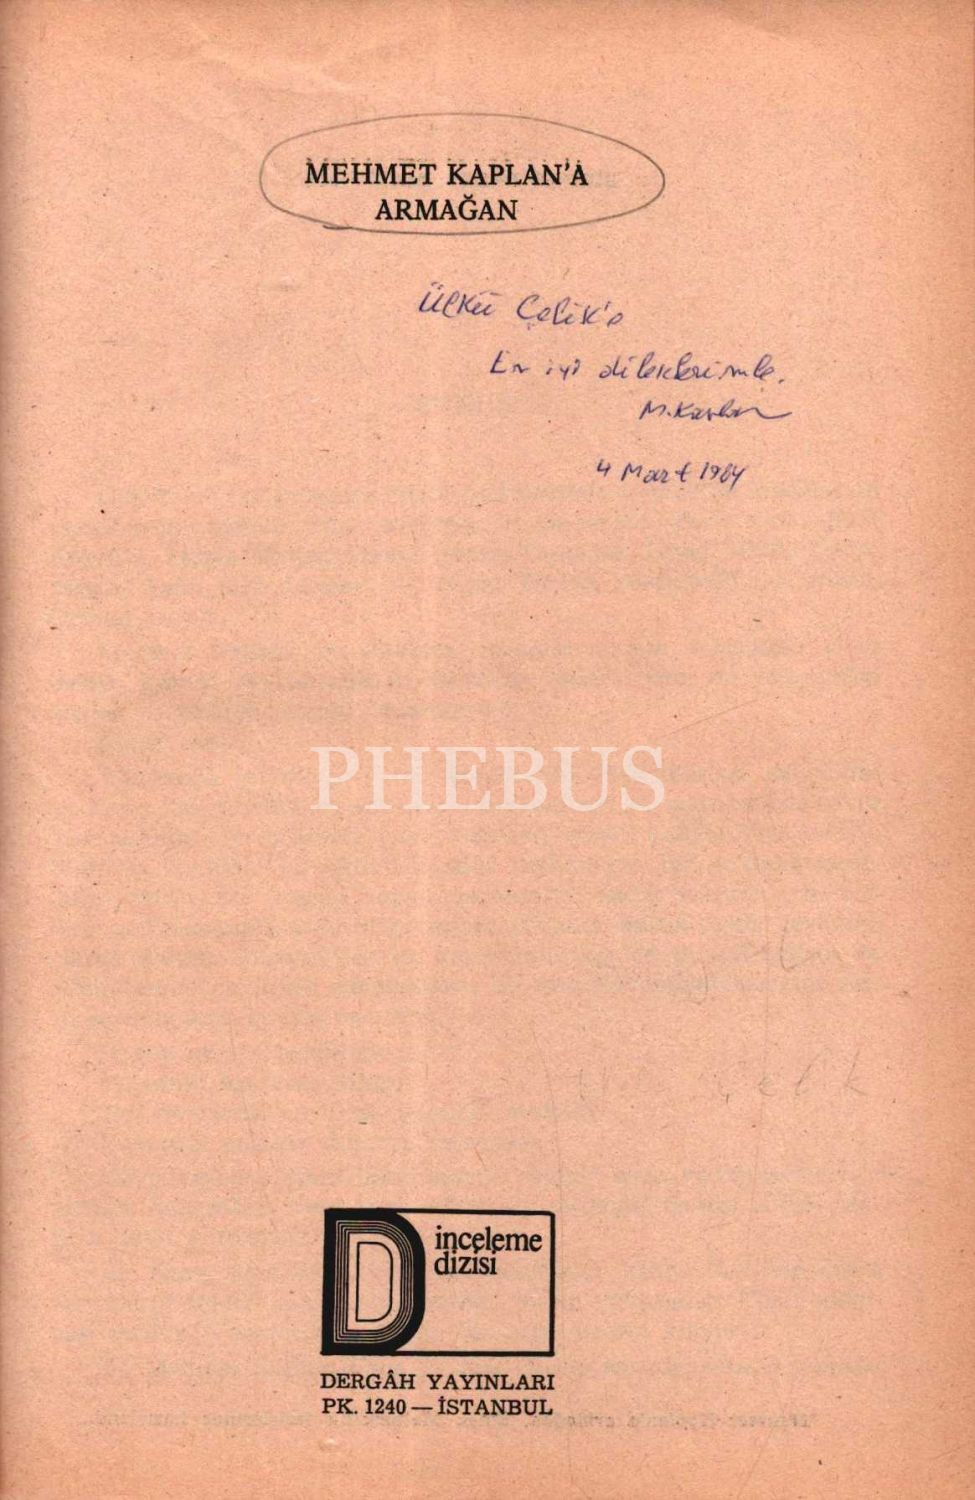 MEHMET KAPLAN'A
ARMAĞAN
Ülkü Çelik'e
En iyi dileklerimle.
M. Kaplan
4 Mart 1984
PHEBUS
D
inceleme
dizisi
DERGÂH YAYINLARI
PK. 1240 — İSTANBUL